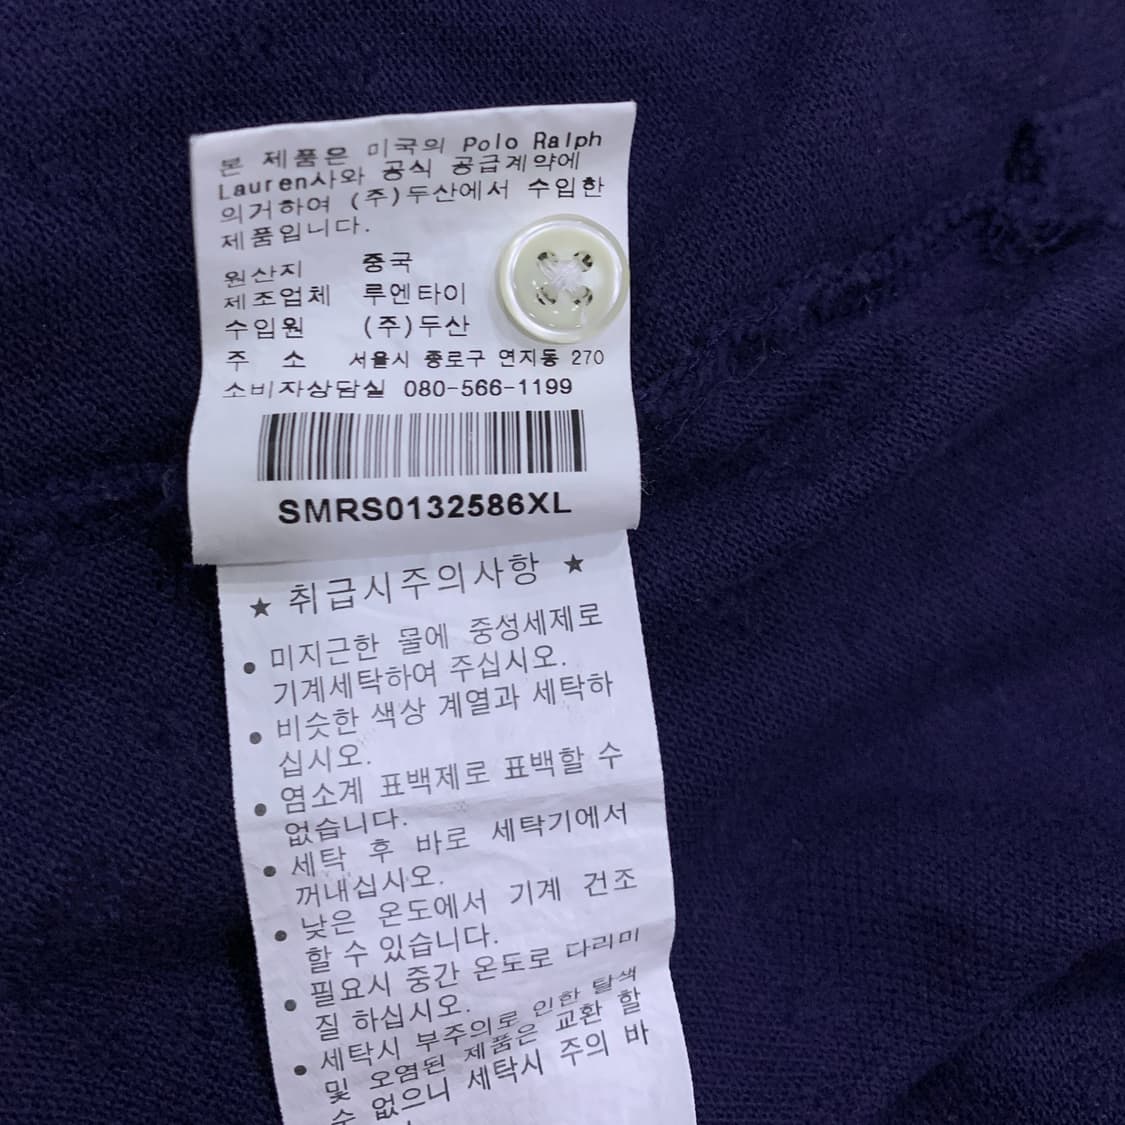 본 제품은 미국의 Polo Ralph
Lauren사와 공식 공급계약에
의거하여 (주)두산에서 수입한
제품입니다.
원산지 중국
제조업체 루엔타이
수입원 (주)두산
주 소 서울시 종로구 연지동 270
소비자상담실 080-566-1199
SMRS0132586XL
★ 취급시주의사항 ★
• 미지근한 물에 중성세제로
기계세탁하여 주십시오.
• 비슷한 색상 계열과 세탁하
십시오.
• 염소계 표백제로 표백할 수
없습니다.
• 세탁 후 바로 세탁기에서
꺼내십시오.
• 낮은 온도에서 기계 건조
할 수 있습니다.
• 필요시 중간 온도로 다리미
질 하십시오.
• 세탁시 부주의로 인한 탈색
및 오염된 제품은 교환 할
수 없으니 세탁시 주의 바